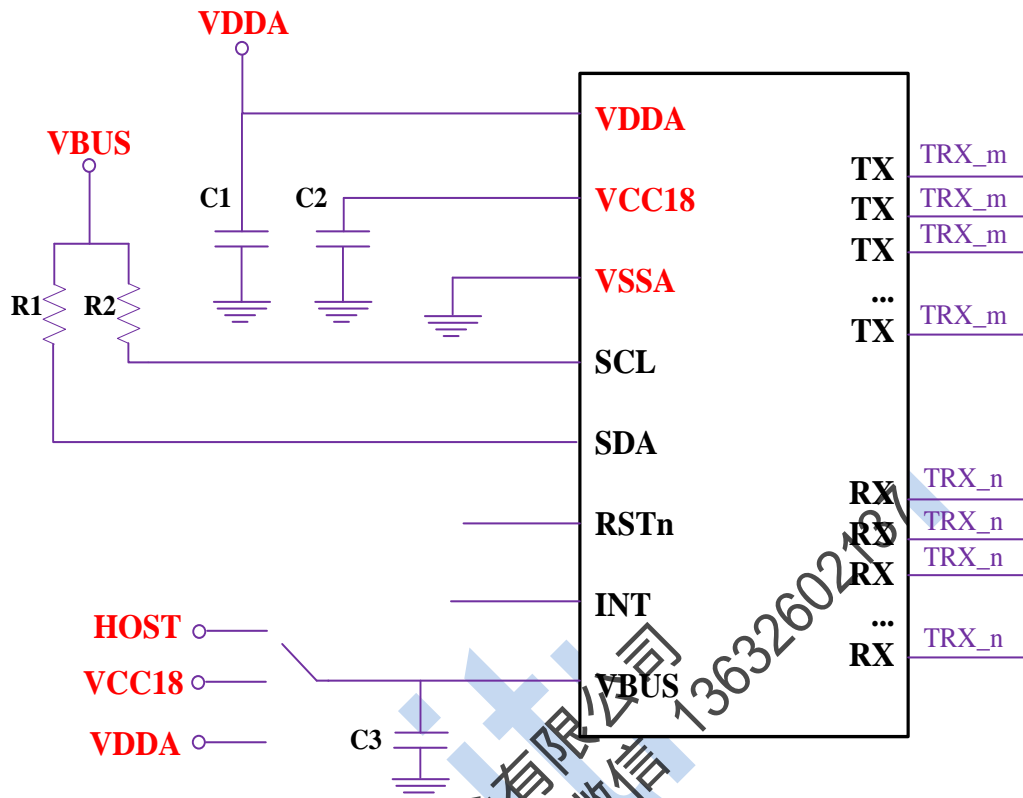 VDDA
VBUS
C1
C2
R1
R2
VDDA
VCC18
VSSA
SCL
SDA
RSTn
INT
VBUS
TX
TX
TX
...
TX
TRX_m
TRX_m
TRX_m
TRX_m
RX
RX
RX
...
RX
TRX_n
TRX_n
TRX_n
TRX_n
HOST
VCC18
VDDA
C3
有限公司
微信 13632602137